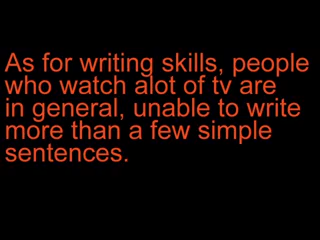 As for writing skills, people
who watch alot of tv are
in general, unable to write
more than a few simple
sentences.